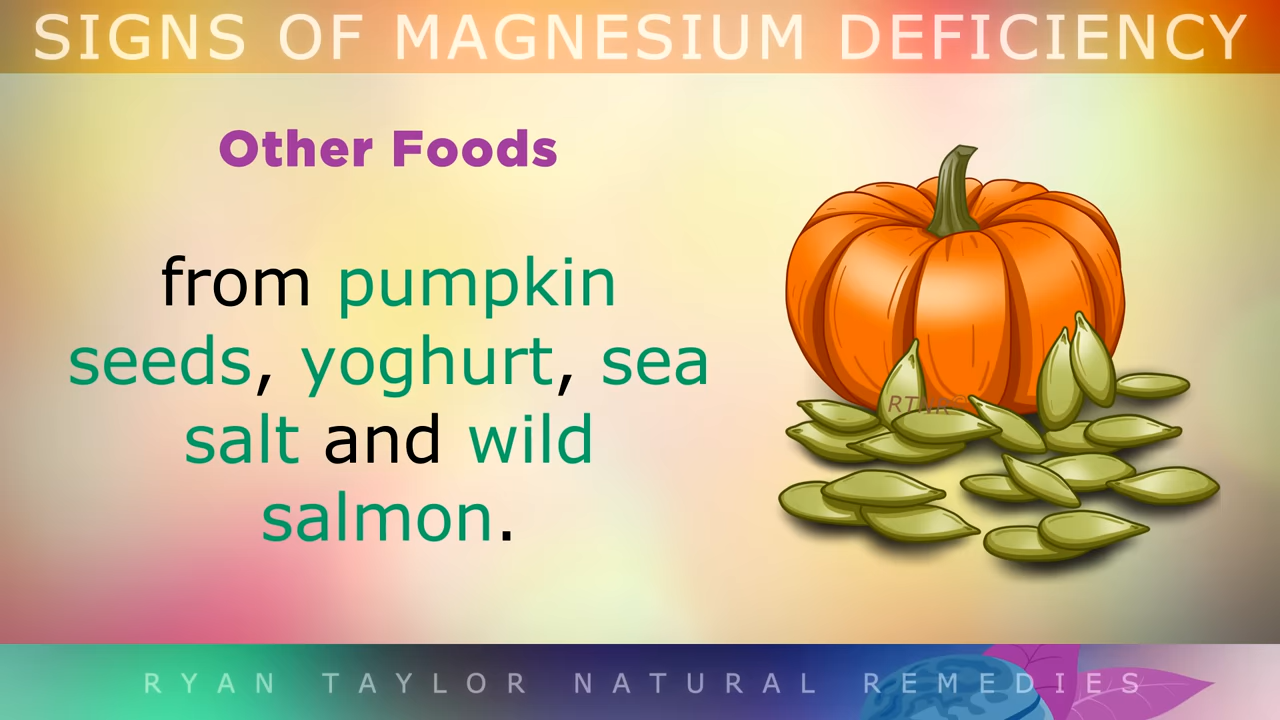 SIGNS OF MAGNESIUM DEFICIENCY
Other Foods
from pumpkin
seeds, yoghurt, sea
salt and wild
salmon.
RYAN TAYLOR NATURAL REMEDIES